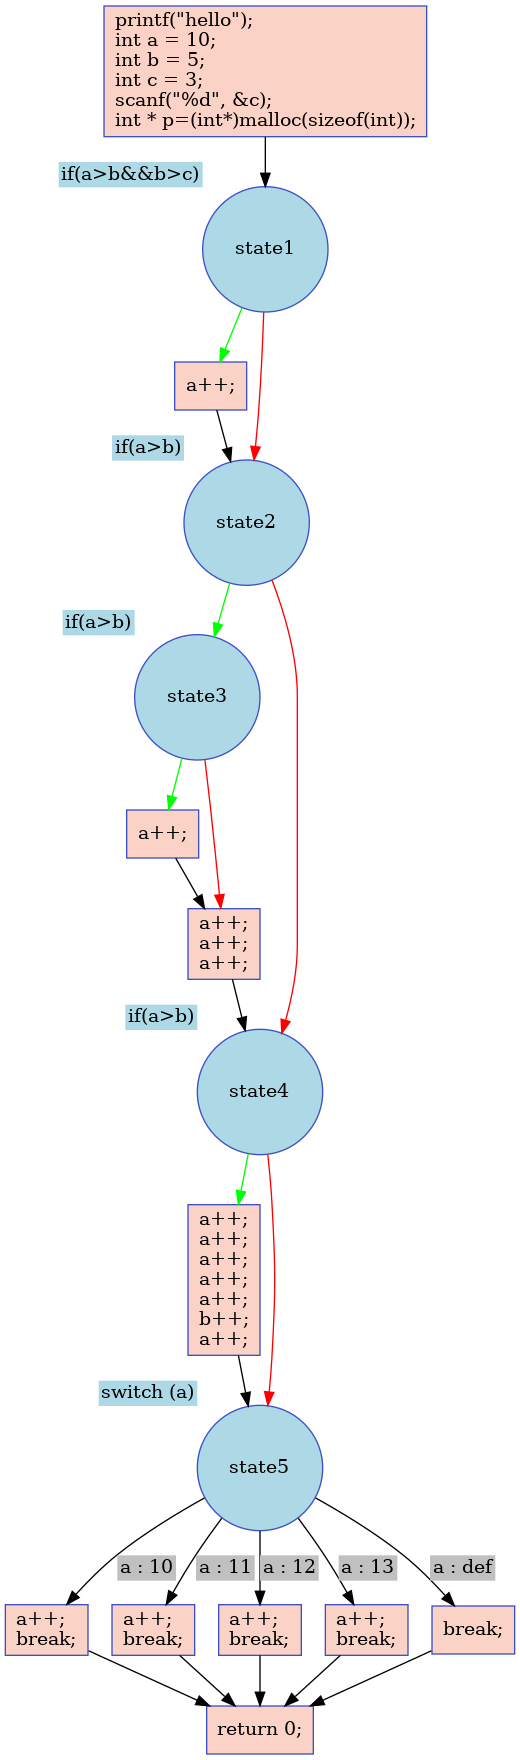 printf("hello");
int a = 10;
int b = 5;
int c = 3;
scanf("%d", &c);
int * p=(int*)malloc(sizeof(int));
if(a>b&&b>c)
state1
a++;
if(a>b)
state2
if(a>b)
state3
a++;
a++;
a++;
a++;
if(a>b)
state4
a++;
a++;
a++;
a++;
a++;
b++;
a++;
switch (a)
state5
a : 10
a : 11
a : 12
a : 13
a : def
a++;
break;
a++;
break;
a++;
break;
a++;
break;
break;
return 0;